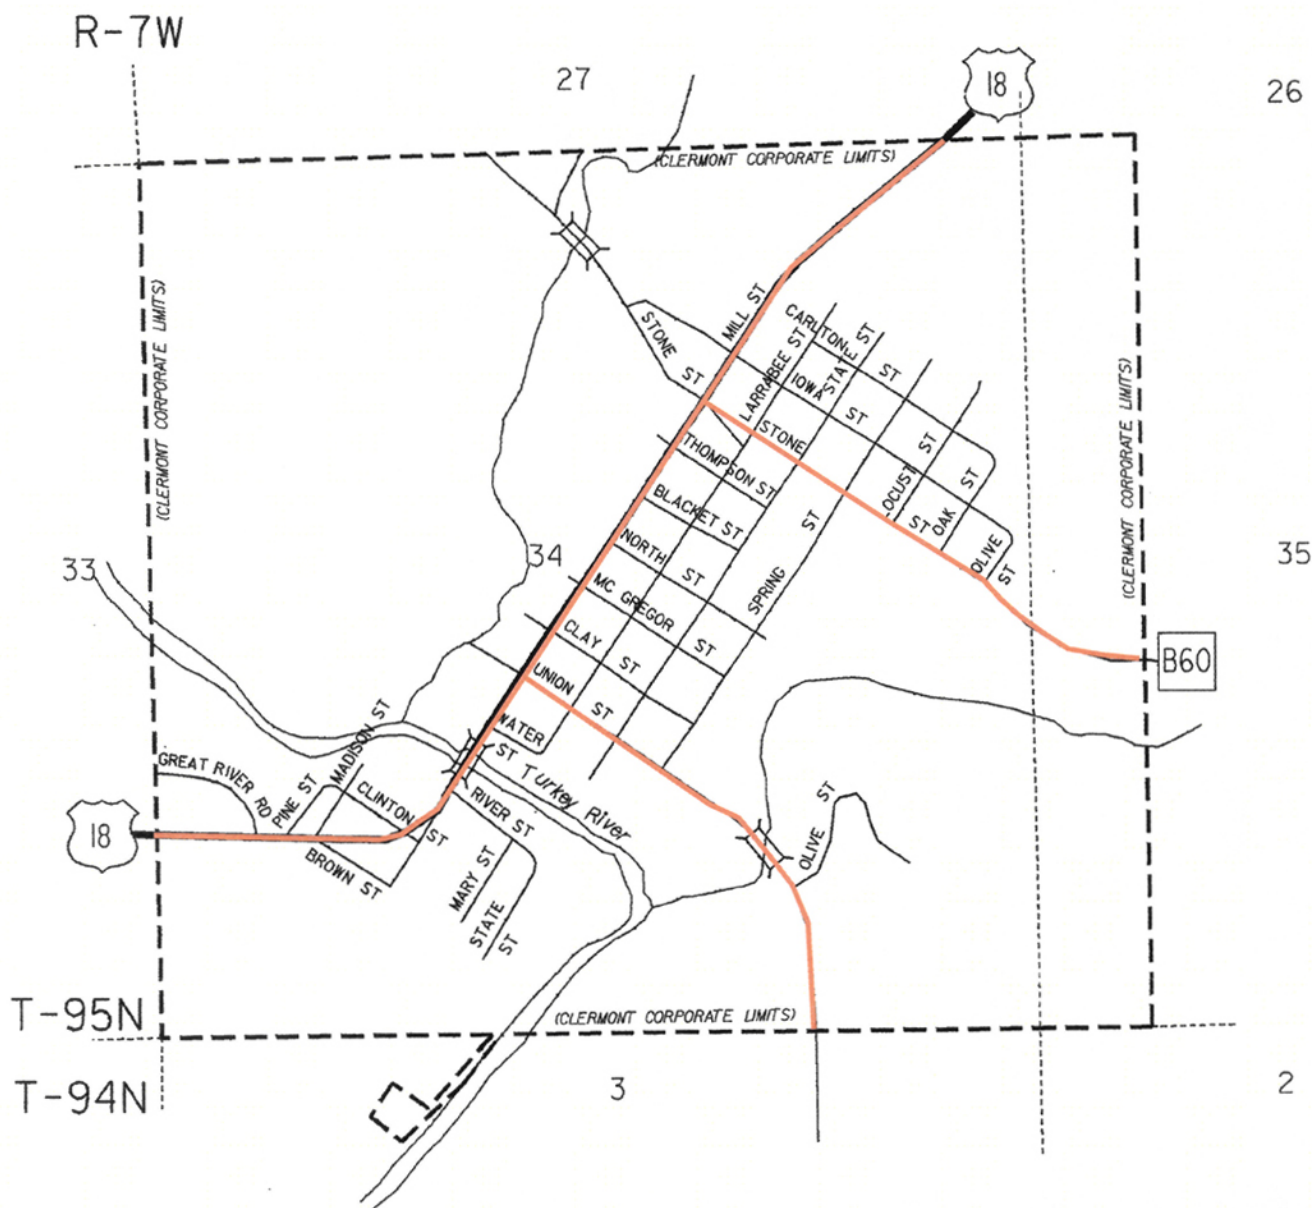 R-7W
27
18
26
(CLERMONT CORPORATE LIMITS)
(CLERMONT CORPORATE LIMITS)
MILL ST
CARLTON ST
STONE ST
LARRABEE ST
STATE ST
IOWA ST
STONE ST
(CLERMONT CORPORATE LIMITS)
THOMPSON ST
LOCUST ST
OAK ST
BLACKET ST
SPRING ST
OLIVE ST
NORTH ST
33
34
35
MC GREGOR ST
CLAY ST
UNION ST
B60
WATER ST
MADISON ST
GREAT RIVER RD
PINE ST
CLINTON ST
Turkey River
RIVER ST
OLIVE ST
18
BROWN ST
MARY ST
STATE ST
T-95N
(CLERMONT CORPORATE LIMITS)
T-94N
3
2